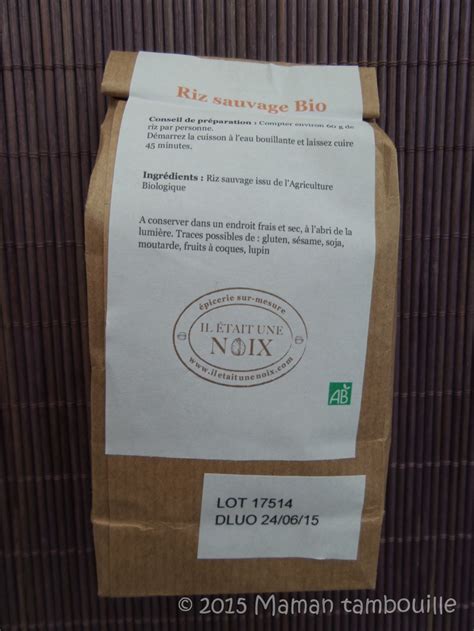 Riz sauvage Bio
Conseil de préparation : Compter environ 60 g de
riz par personne.
Démarrez la cuisson à l'eau bouillante et laissez cuire
45 minutes.
Ingrédients : Riz sauvage issu de l'Agriculture
Biologique
A conserver dans un endroit frais et sec, à l'abri de la
lumière. Traces possibles de : gluten, sésame, soja,
moutarde, fruits à coques, lupin
épicerie sur-mesure
IL ÉTAIT UNE
NOIX
www.iletaitunenoix.com
AB
LOT 17514
DLUO 24/06/15
© 2015 Maman tambouille